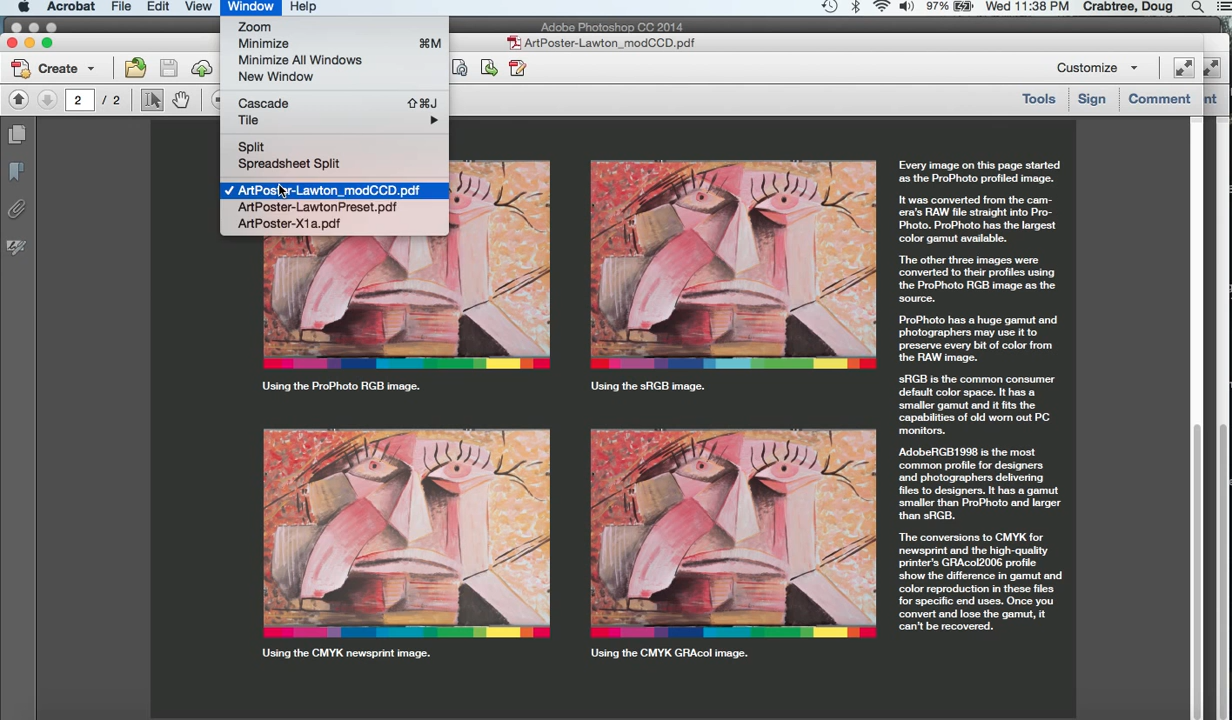 Acrobat File Edit View Window Help 97% Wed 11:38 PM Crabtree, Doug
Adobe Photoshop CC 2014
ArtPoster-Lawton_modCCD.pdf
Create
Customize
2 / 2
Tools Sign Comment nt
Zoom
Minimize ⌘M
Minimize All Windows
New Window
Cascade ⇧⌘J
Tile ▶
Split
Spreadsheet Split
✓ ArtPoster-Lawton_modCCD.pdf
ArtPoster-LawtonPreset.pdf
ArtPoster-X1a.pdf
Using the ProPhoto RGB image.
Using the sRGB image.
Using the CMYK newsprint image.
Using the CMYK GRAcol image.
Every image on this page started
as the ProPhoto profiled image.
It was converted from the cam-
era's RAW file straight into Pro-
Photo. ProPhoto has the largest
color gamut available.
The other three images were
converted to their profiles using
the ProPhoto RGB image as the
source.
ProPhoto has a huge gamut and
photographers may use it to
preserve every bit of color from
the RAW image.
sRGB is the common consumer
default color space. It has a
smaller gamut and it fits the
capabilities of old worn out PC
monitors.
AdobeRGB1998 is the most
common profile for designers
and photographers delivering
files to designers. It has a gamut
smaller than ProPhoto and larger
than sRGB.
The conversions to CMYK for
newsprint and the high-quality
printer's GRAcol2006 profile
show the difference in gamut and
color reproduction in these files
for specific end uses. Once you
convert and lose the gamut, it
can't be recovered.